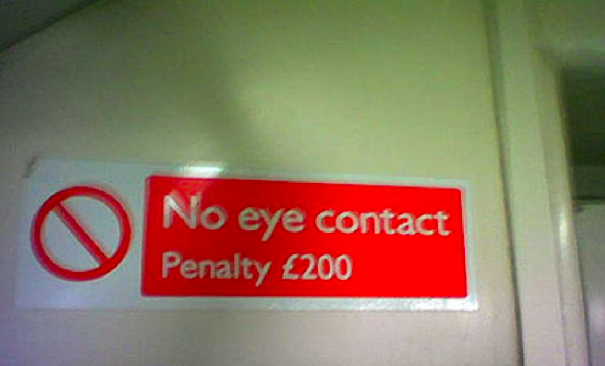 No eye contact
Penalty £200